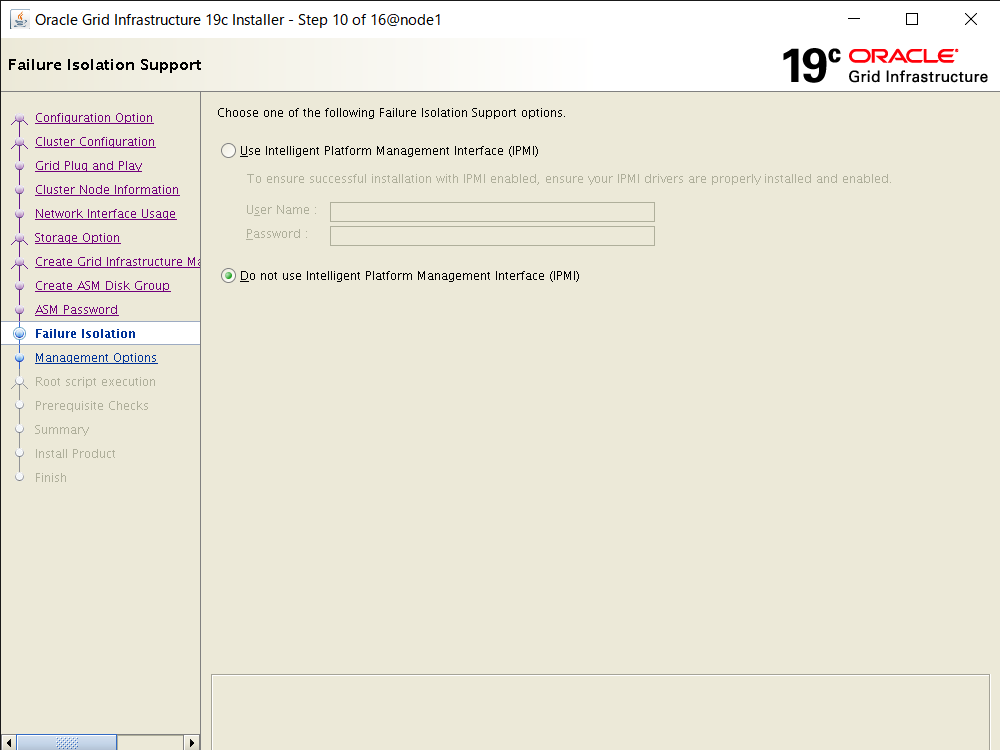 Oracle Grid Infrastructure 19c Installer - Step 10 of 16@node1
Failure Isolation Support
19c ORACLE
Grid Infrastructure
Configuration Option
Cluster Configuration
Grid Plug and Play
Cluster Node Information
Network Interface Usage
Storage Option
Create Grid Infrastructure Ma
Create ASM Disk Group
ASM Password
Failure Isolation
Management Options
Root script execution
Prerequisite Checks
Summary
Install Product
Finish
Choose one of the following Failure Isolation Support options.
Use Intelligent Platform Management Interface (IPMI)
To ensure successful installation with IPMI enabled, ensure your IPMI drivers are properly installed and enabled.
User Name :
Password :
Do not use Intelligent Platform Management Interface (IPMI)